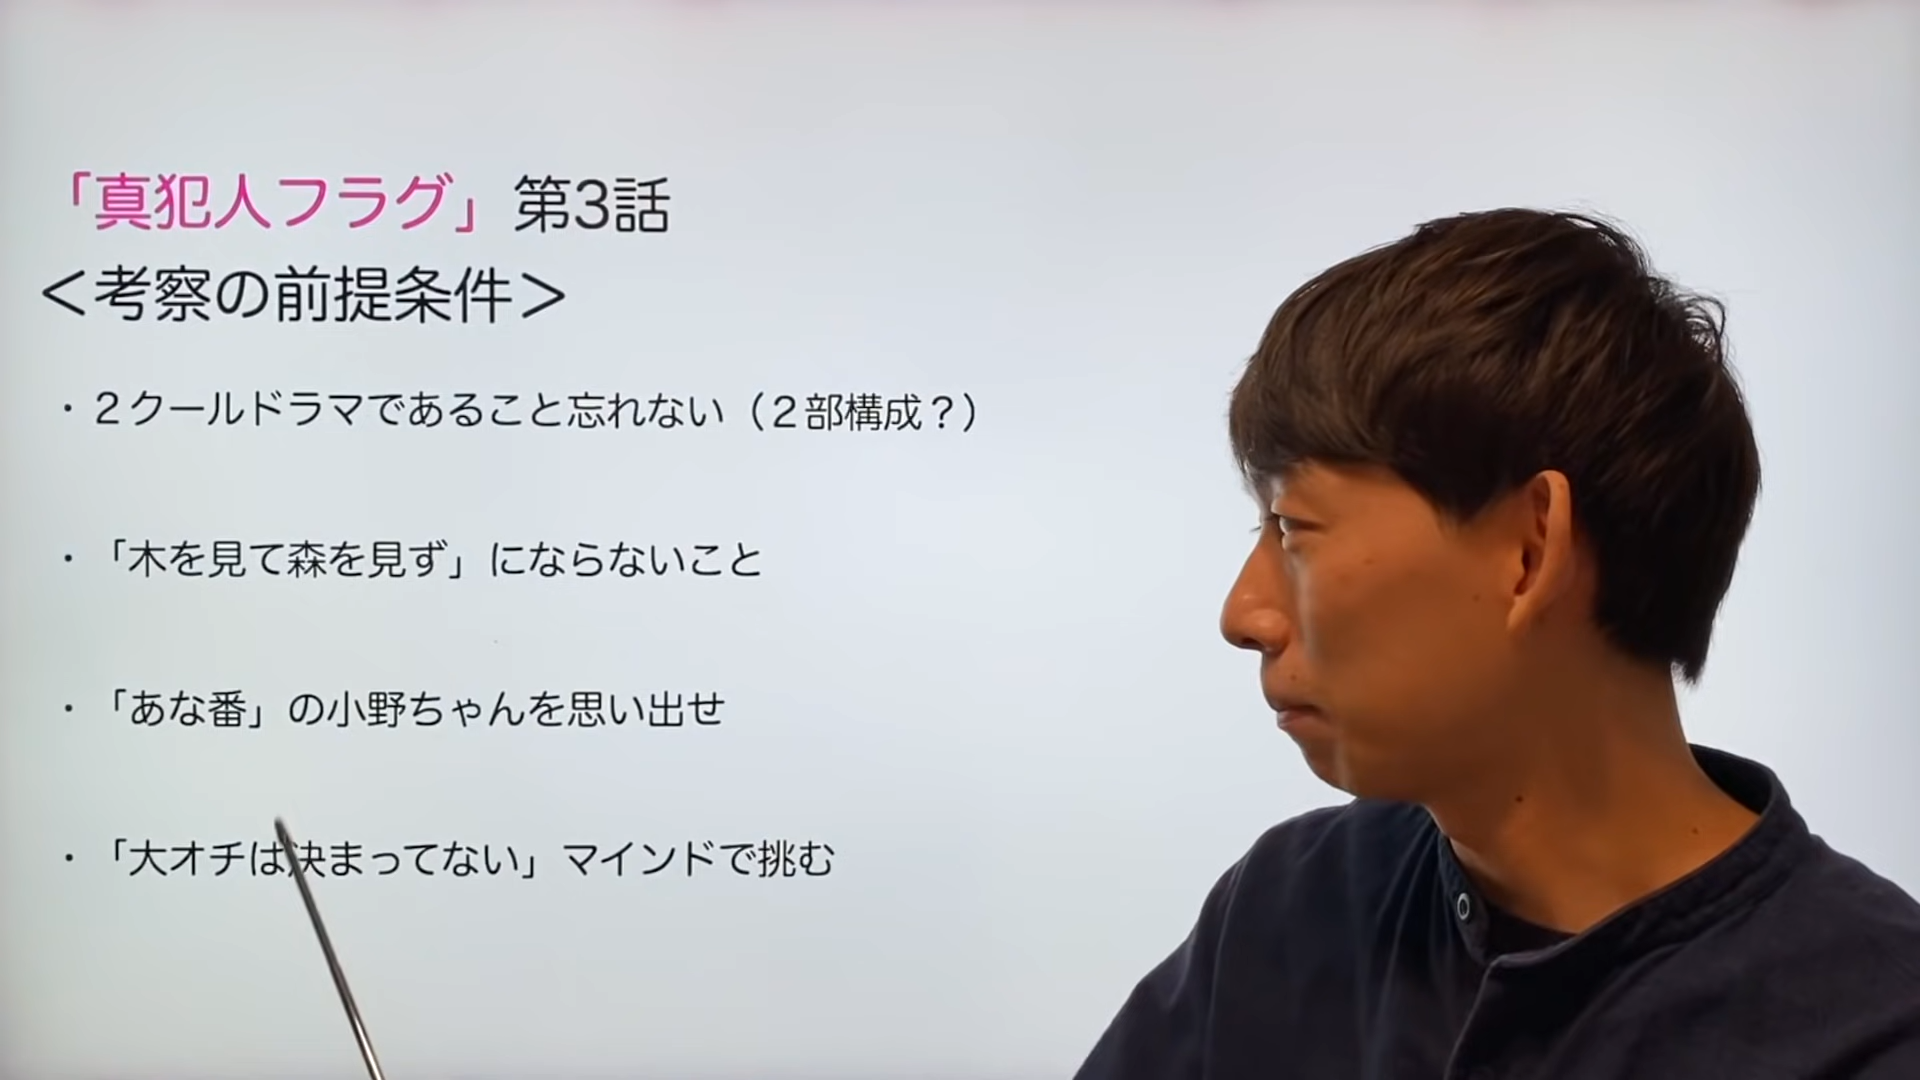 「真犯人フラグ」第3話
＜考察の前提条件＞
・２クールドラマであること忘れない（２部構成？）
・「木を見て森を見ず」にならないこと
・「あな番」の小野ちゃんを思い出せ
・「大オチは決まってない」マインドで挑む